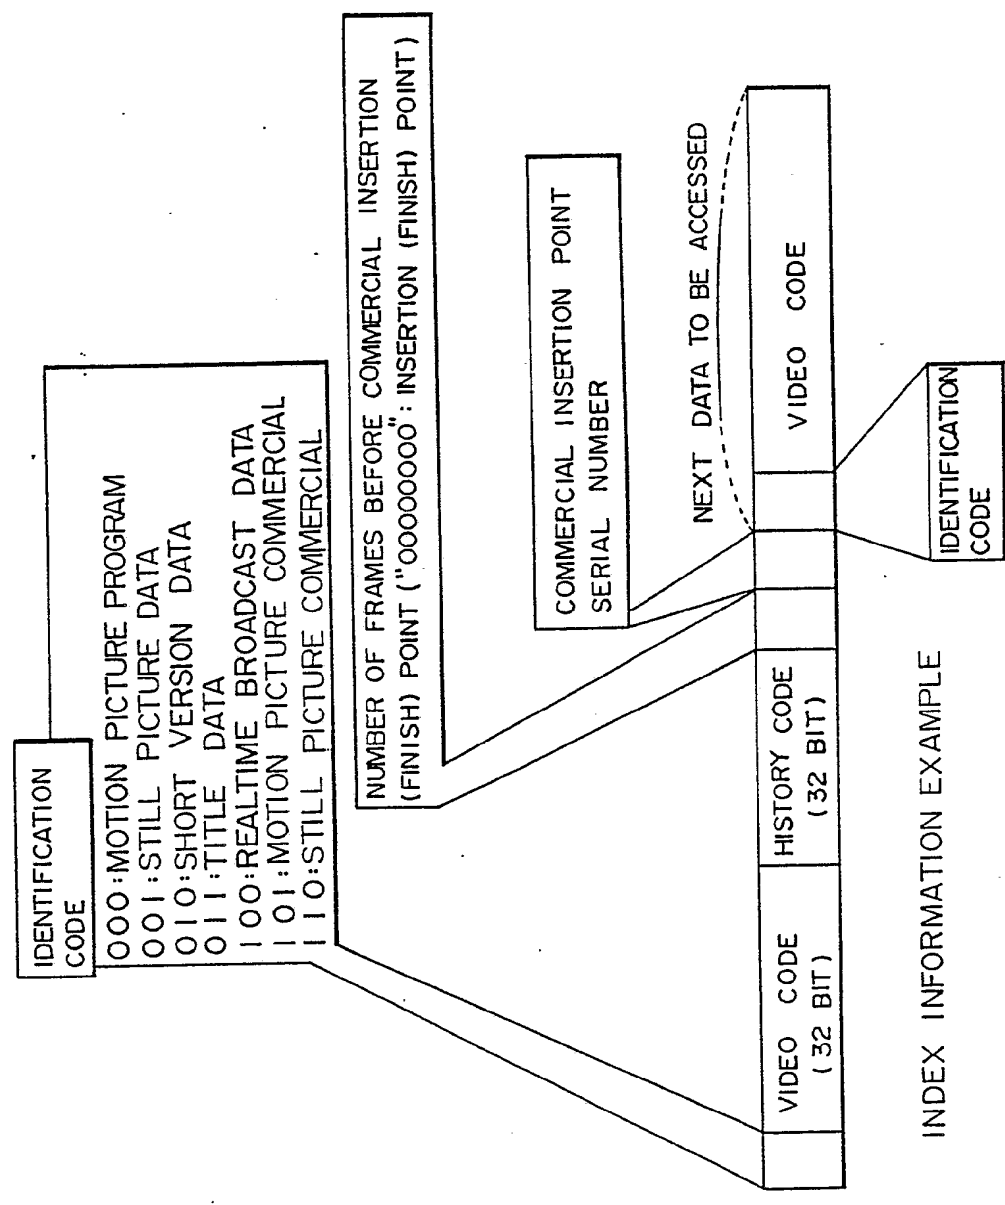 IDENTIFICATION
CODE
000:MOTION PICTURE PROGRAM
001:STILL PICTURE DATA
010:SHORT VERSION DATA
011:TITLE DATA
100:REALTIME BROADCAST DATA
101:MOTION PICTURE COMMERCIAL
110:STILL PICTURE COMMERCIAL
NUMBER OF FRAMES BEFORE COMMERCIAL INSERTION
(FINISH) POINT ("0000000": INSERTION (FINISH) POINT)
COMMERCIAL INSERTION POINT
SERIAL NUMBER
NEXT DATA TO BE ACCESSED
VIDEO CODE
(32 BIT)
HISTORY CODE
(32 BIT)
VIDEO CODE
IDENTIFICATION
CODE
INDEX INFORMATION EXAMPLE